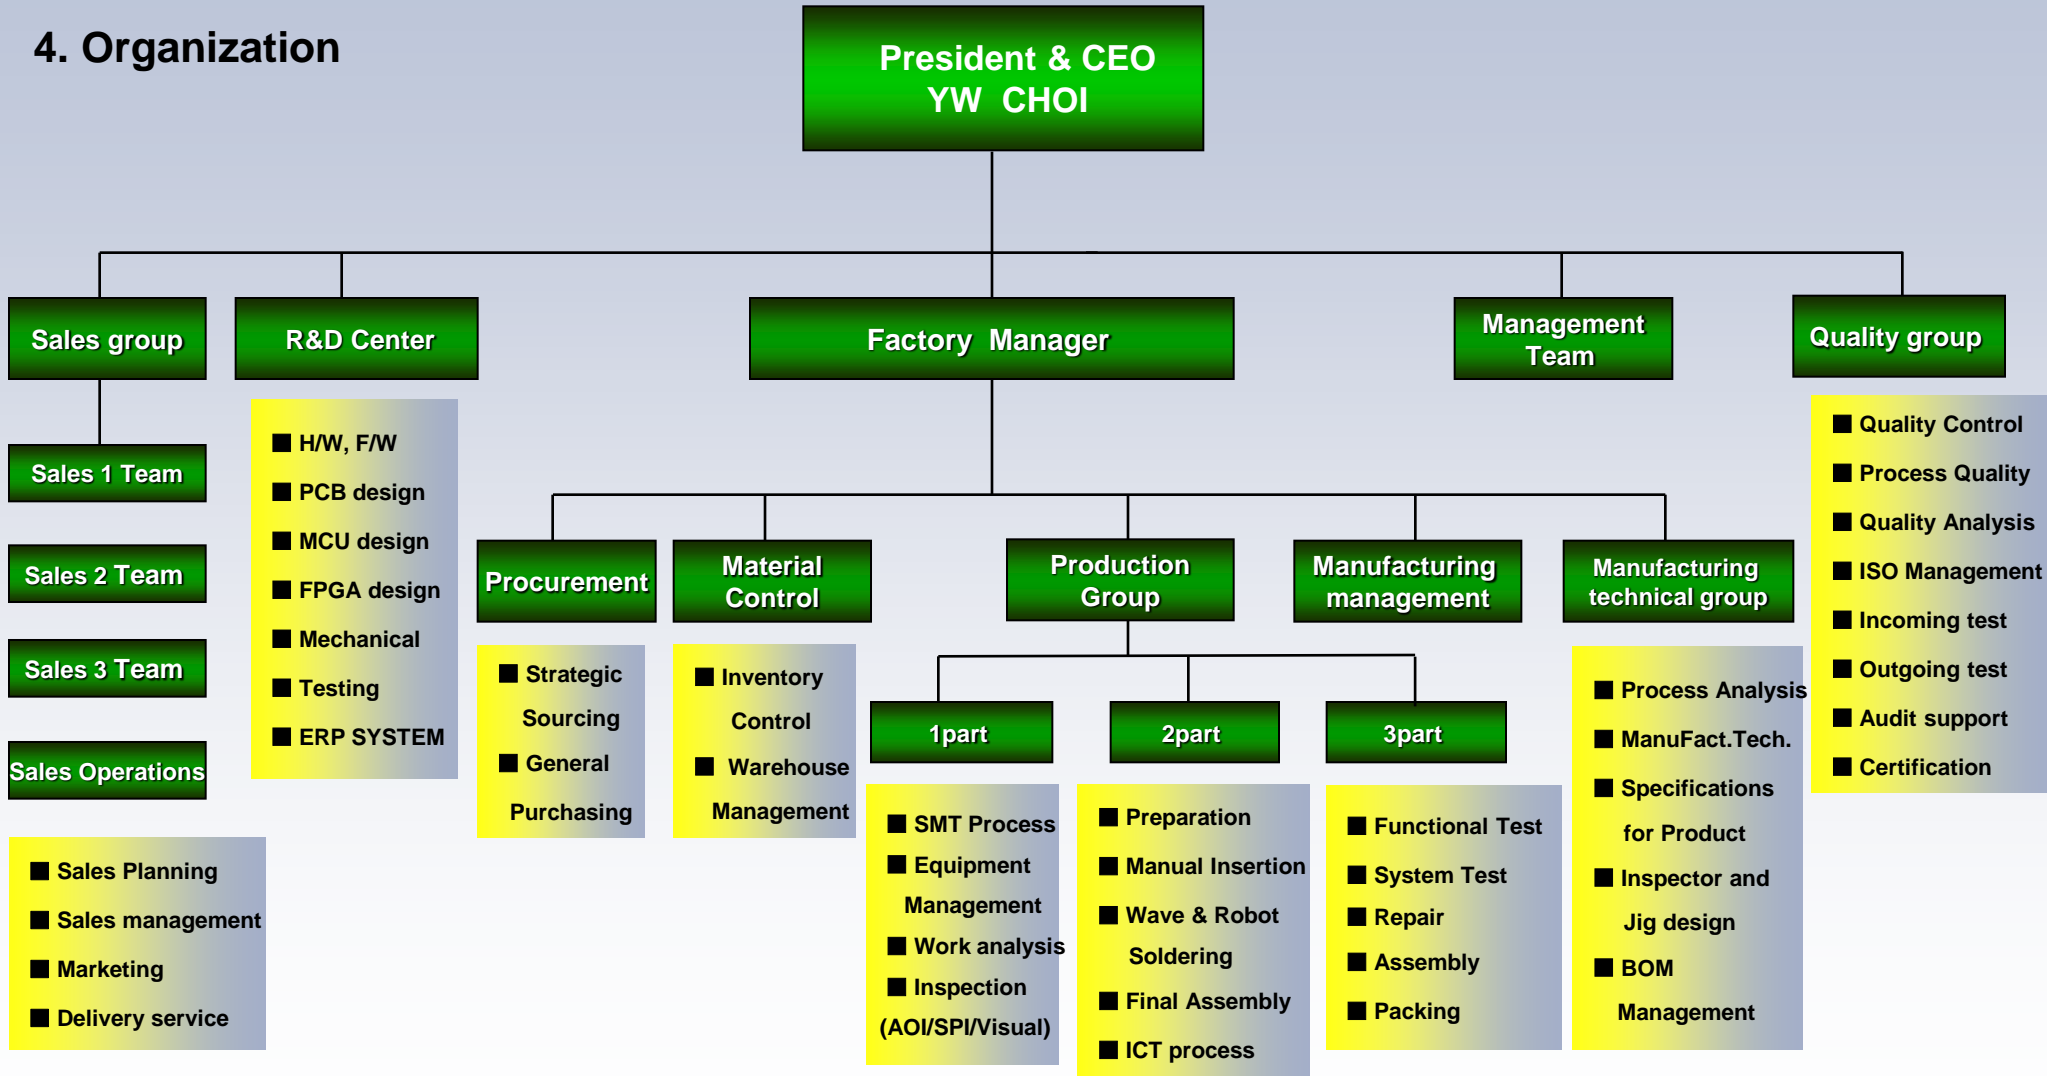 4. Organization
President & CEO
YW CHOI
Sales group
R&D Center
Factory Manager
Management
Team
Quality group
Sales 1 Team
Sales 2 Team
Sales 3 Team
Sales Operations
■ Sales Planning
■ Sales management
■ Marketing
■ Delivery service
■ H/W, F/W
■ PCB design
■ MCU design
■ FPGA design
■ Mechanical
■ Testing
■ ERP SYSTEM
Procurement
■ Strategic
Sourcing
■ General
Purchasing
Material
Control
■ Inventory
Control
■ Warehouse
Management
Production
Group
1part
■ SMT Process
■ Equipment
Management
■ Work analysis
■ Inspection
(AOI/SPI/Visual)
2part
■ Preparation
■ Manual Insertion
■ Wave & Robot
Soldering
■ Final Assembly
■ ICT process
3part
■ Functional Test
■ System Test
■ Repair
■ Assembly
■ Packing
Manufacturing
management
Manufacturing
technical group
■ Process Analysis
■ ManuFact.Tech.
■ Specifications
for Product
■ Inspector and
Jig design
■ BOM
Management
■ Quality Control
■ Process Quality
■ Quality Analysis
■ ISO Management
■ Incoming test
■ Outgoing test
■ Audit support
■ Certification